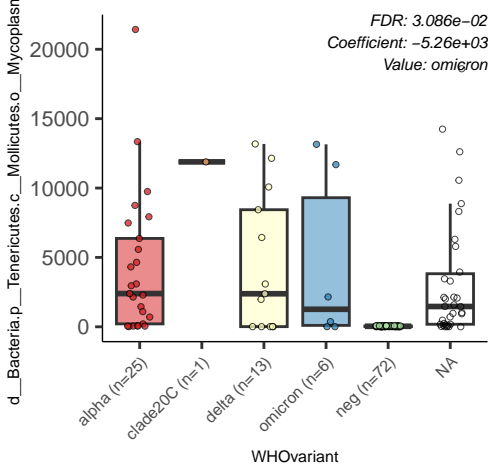 FDR: 3.086e−02
Coefficient: −5.26e+03
Value: omicron
d__Bacteria.p__Tenericutes.c__Mollicutes.o__Mycoplasm
20000
15000
10000
5000
0
alpha (n=25)
clade20C (n=1)
delta (n=13)
omicron (n=6)
neg (n=72)
NA
WHOvariant